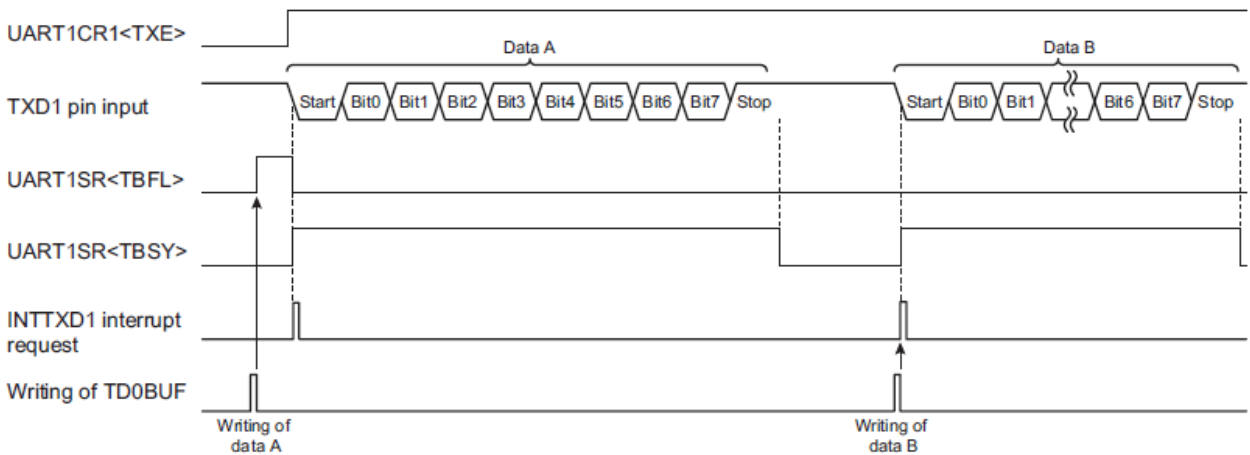 UART1CR1<TXE>
Data A
Data B
TXD1 pin input
Start Bit0 Bit1 Bit2 Bit3 Bit4 Bit5 Bit6 Bit7 Stop
Start Bit0 Bit1 Bit6 Bit7 Stop
UART1SR<TBFL>
UART1SR<TBSY>
INTTXD1 interrupt
request
Writing of TD0BUF
Writing of
data A
Writing of
data B